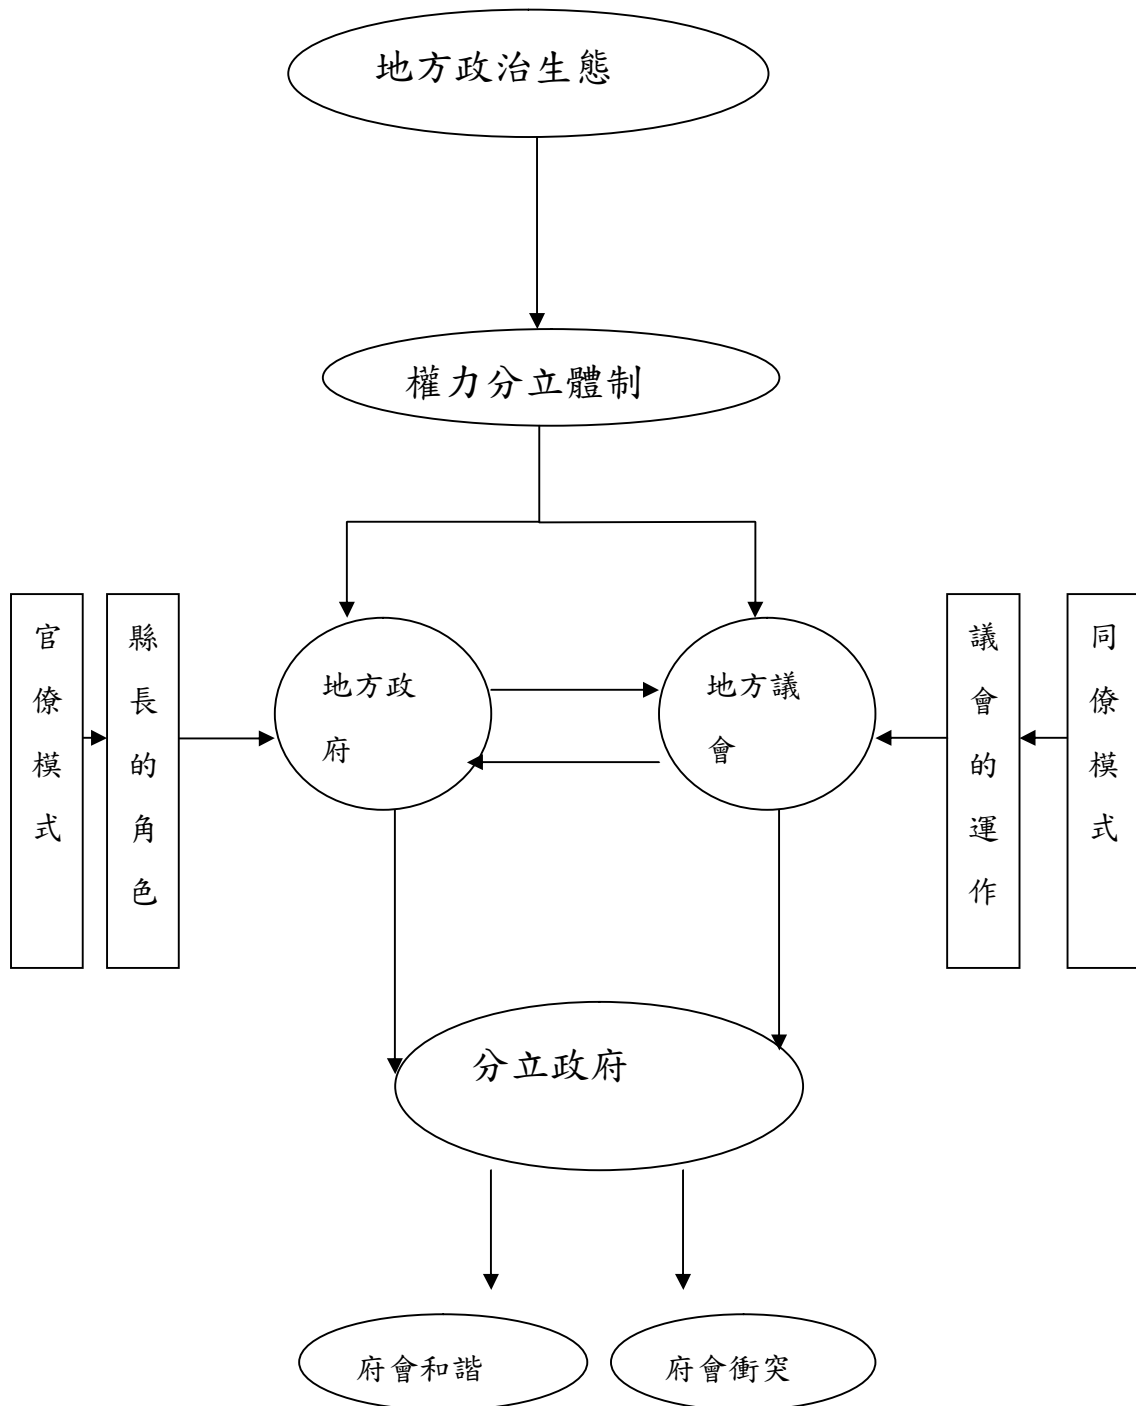 地方政治生態
權力分立體制
官僚模式
縣長的角色
地方政
府
地方議
會
議會的運作
同僚模式
分立政府
府會和諧
府會衝突